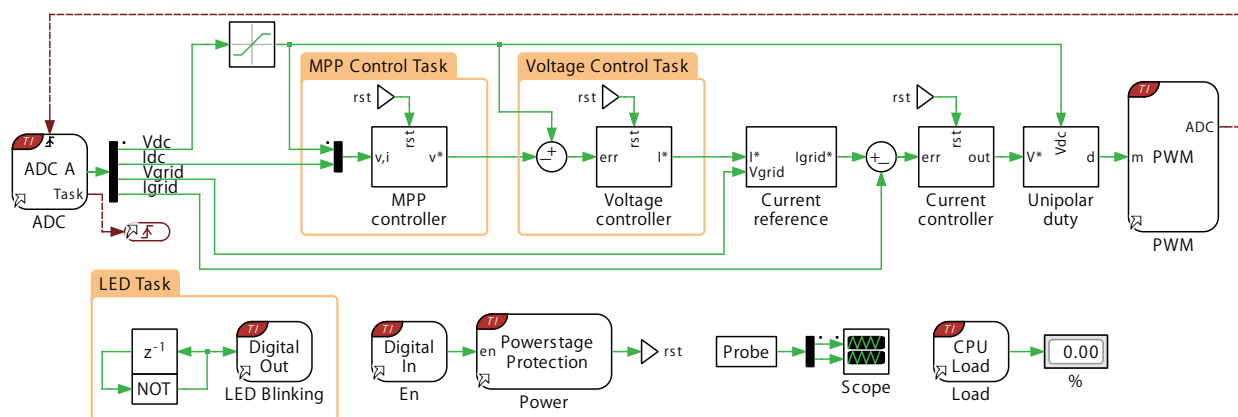 MPP Control Task
Voltage Control Task
rst
rst
rst
TI
TI
ADC A
Task
ADC
Vdc
Idc
Vgrid
Igrid
rst
v,i
v*
MPP
controller
−
+
rst
err
I*
Voltage
controller
I*
Vgrid
Igrid*
Current
reference
+
−
rst
err
out
Current
controller
Vdc
V*
d
Unipolar
duty
m
PWM
ADC
PWM
LED Task
z⁻¹
NOT
TI
Digital
Out
LED Blinking
TI
Digital
In
En
TI
en
Powerstage
Protection
Power
rst
Probe
Scope
TI
CPU
Load
Load
0.00
%